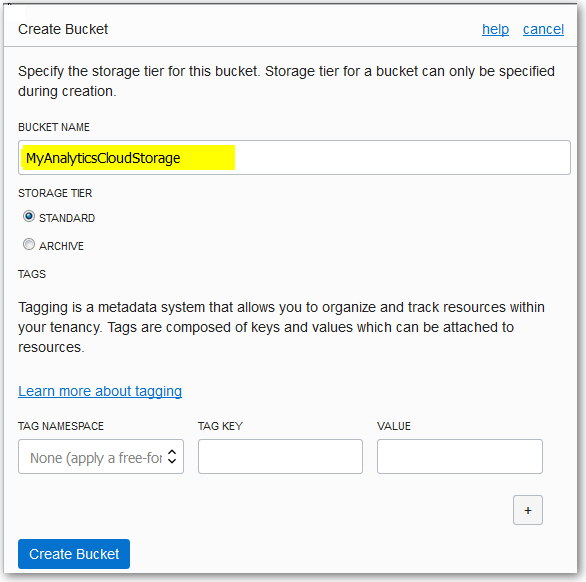 Create Bucket help cancel
Specify the storage tier for this bucket. Storage tier for a bucket can only be specified
during creation.
BUCKET NAME
MyAnalyticsCloudStorage
STORAGE TIER
STANDARD
ARCHIVE
TAGS
Tagging is a metadata system that allows you to organize and track resources within
your tenancy. Tags are composed of keys and values which can be attached to
resources.
Learn more about tagging
TAG NAMESPACE TAG KEY VALUE
None (apply a free-for
+
Create Bucket